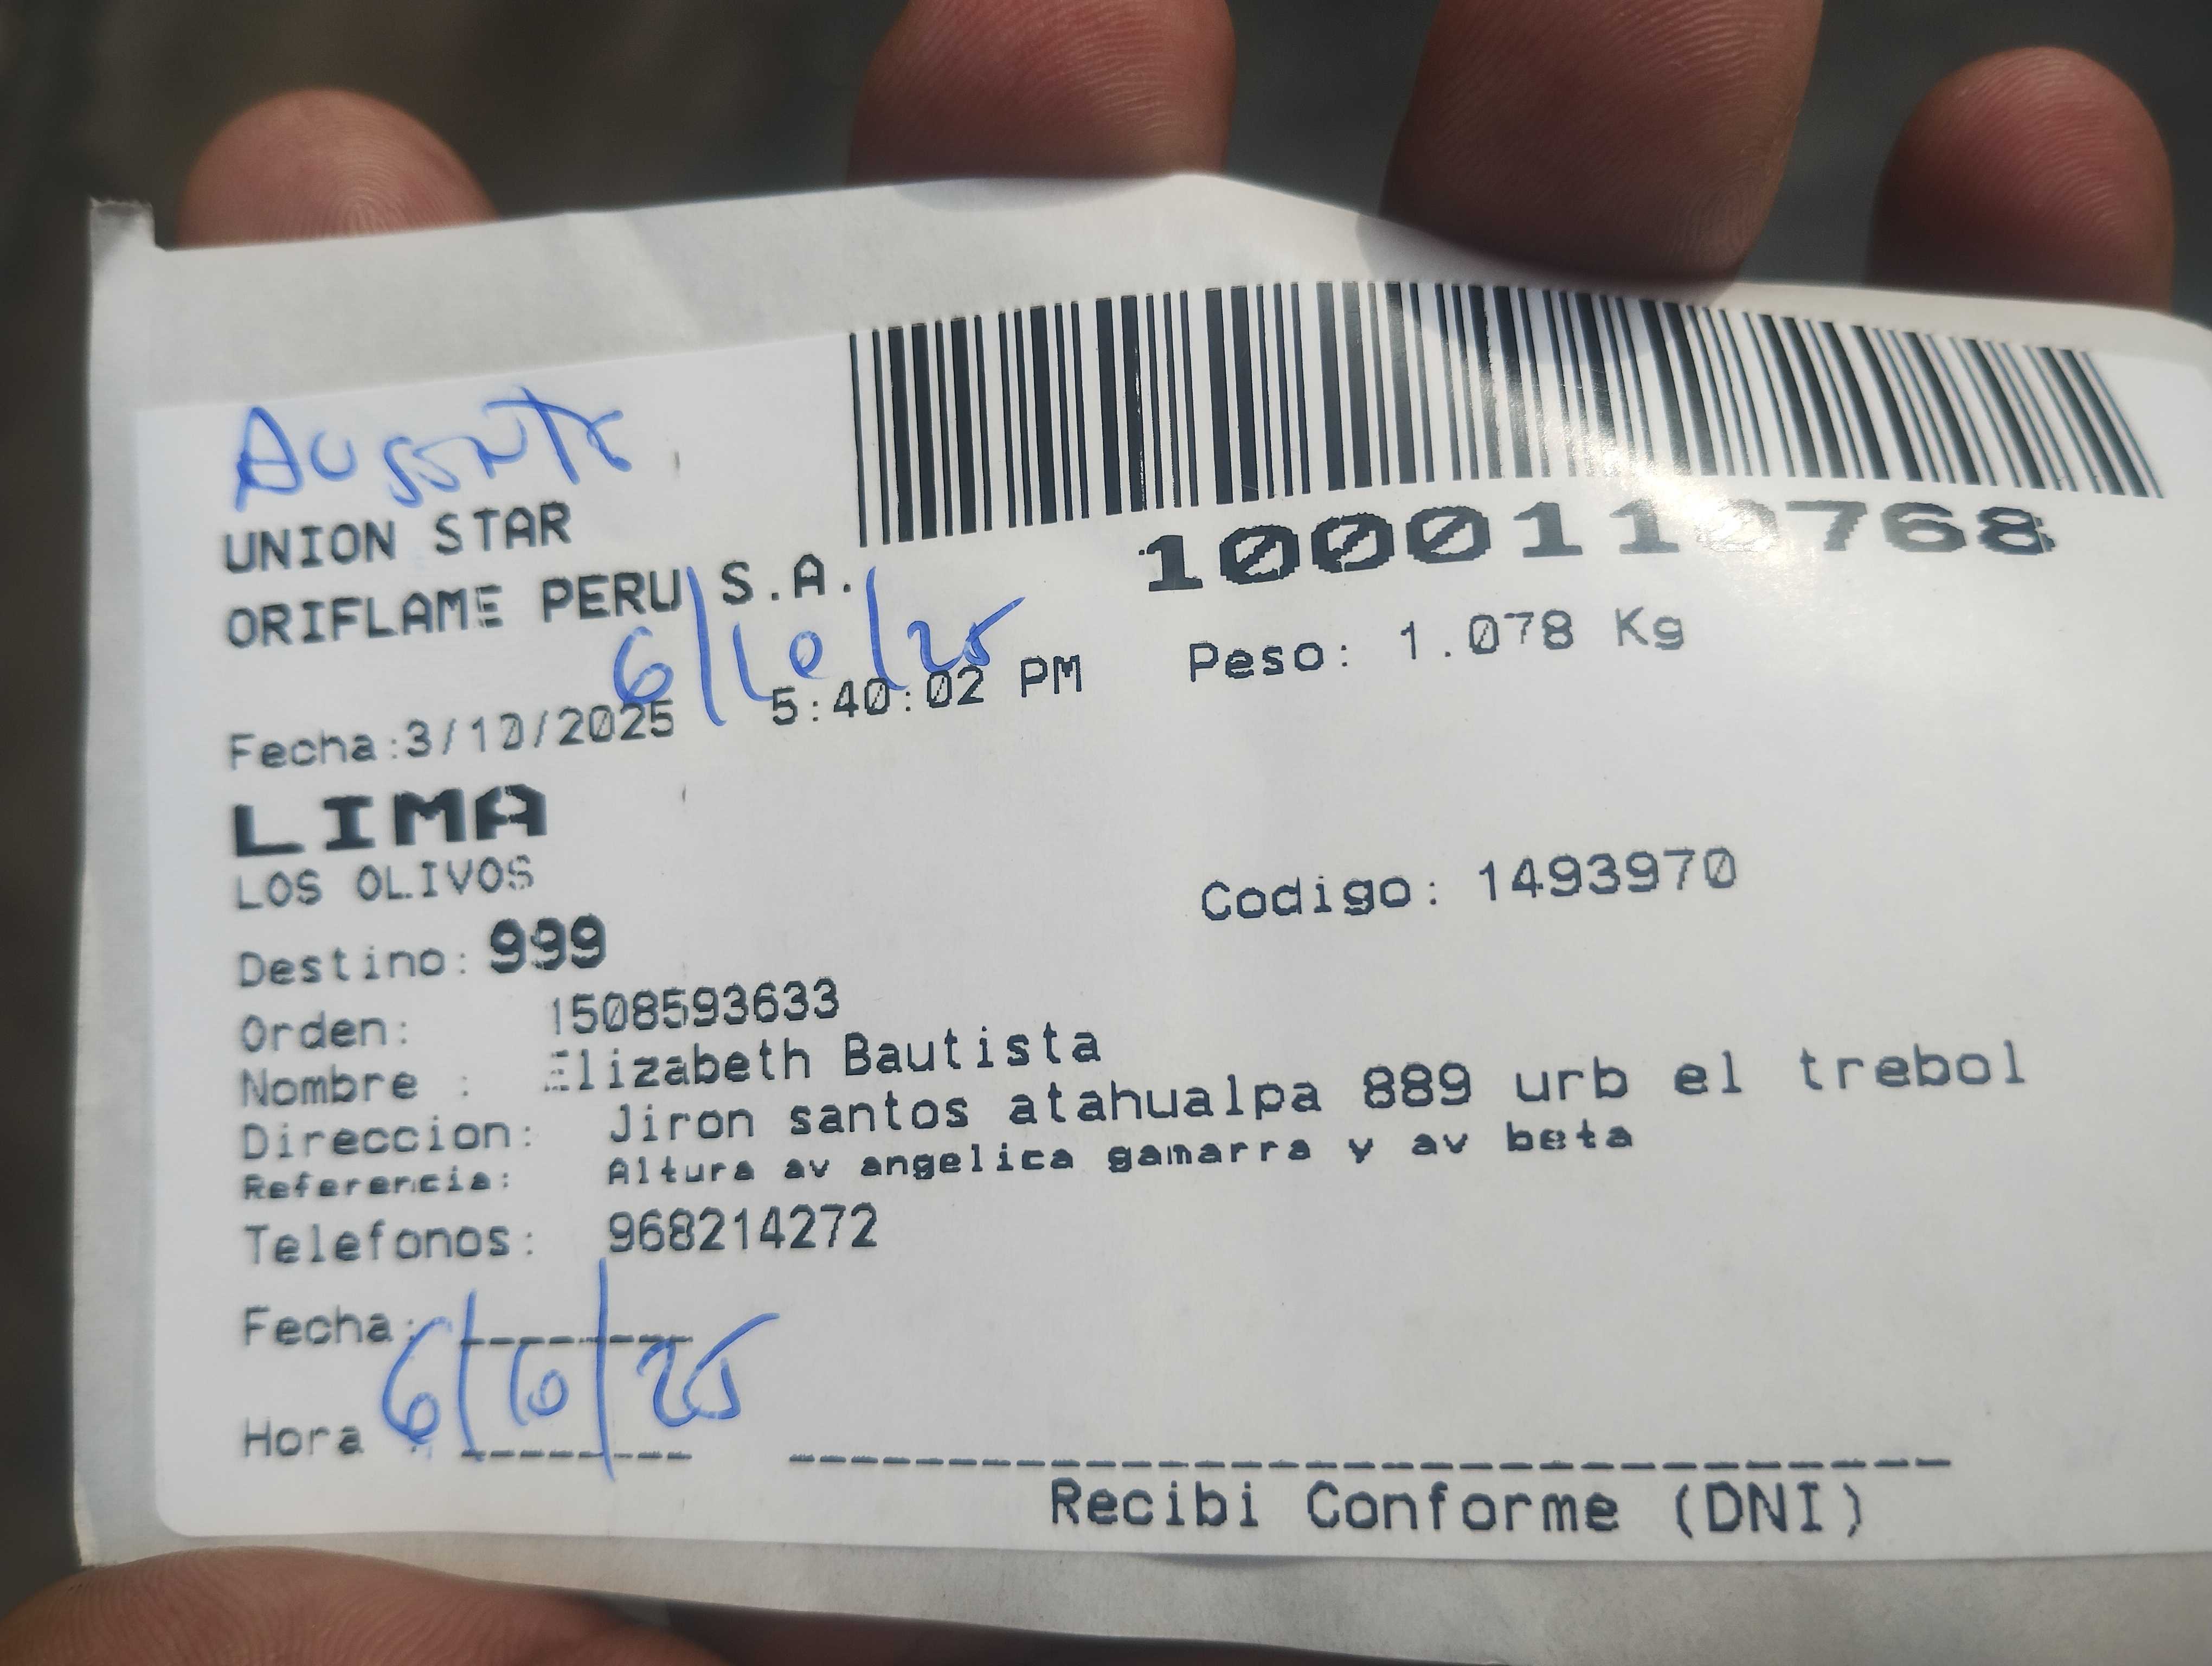 Ausente
UNION STAR
ORIFLAME PERU S.A.
1000110768
6/10/25
Peso: 1.078 Kg
Fecha:3/10/2025 5:40:02 PM
LIMA
LOS OLIVOS
Codigo: 1493970
Destino: 999
Orden: 1508593633
Nombre : Elizabeth Bautista
Direccion: Jiron santos atahualpa 889 urb el trebol
Referencia: Altura av angelica gamarra y av beta
Telefonos: 968214272
Fecha: 6/10/25
Hora :
Recibi Conforme (DNI)